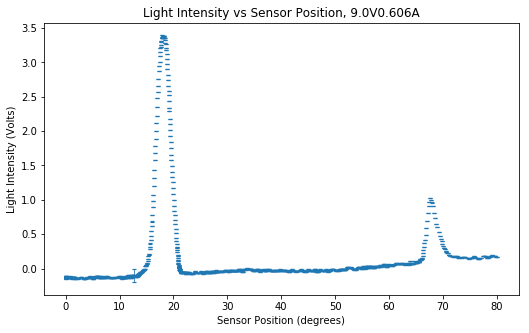 Light Intensity vs Sensor Position, 9.0V0.606A
3.5
3.0
2.5
2.0
1.5
1.0
0.5
0.0
Light Intensity (Volts)
0 10 20 30 40 50 60 70 80
Sensor Position (degrees)